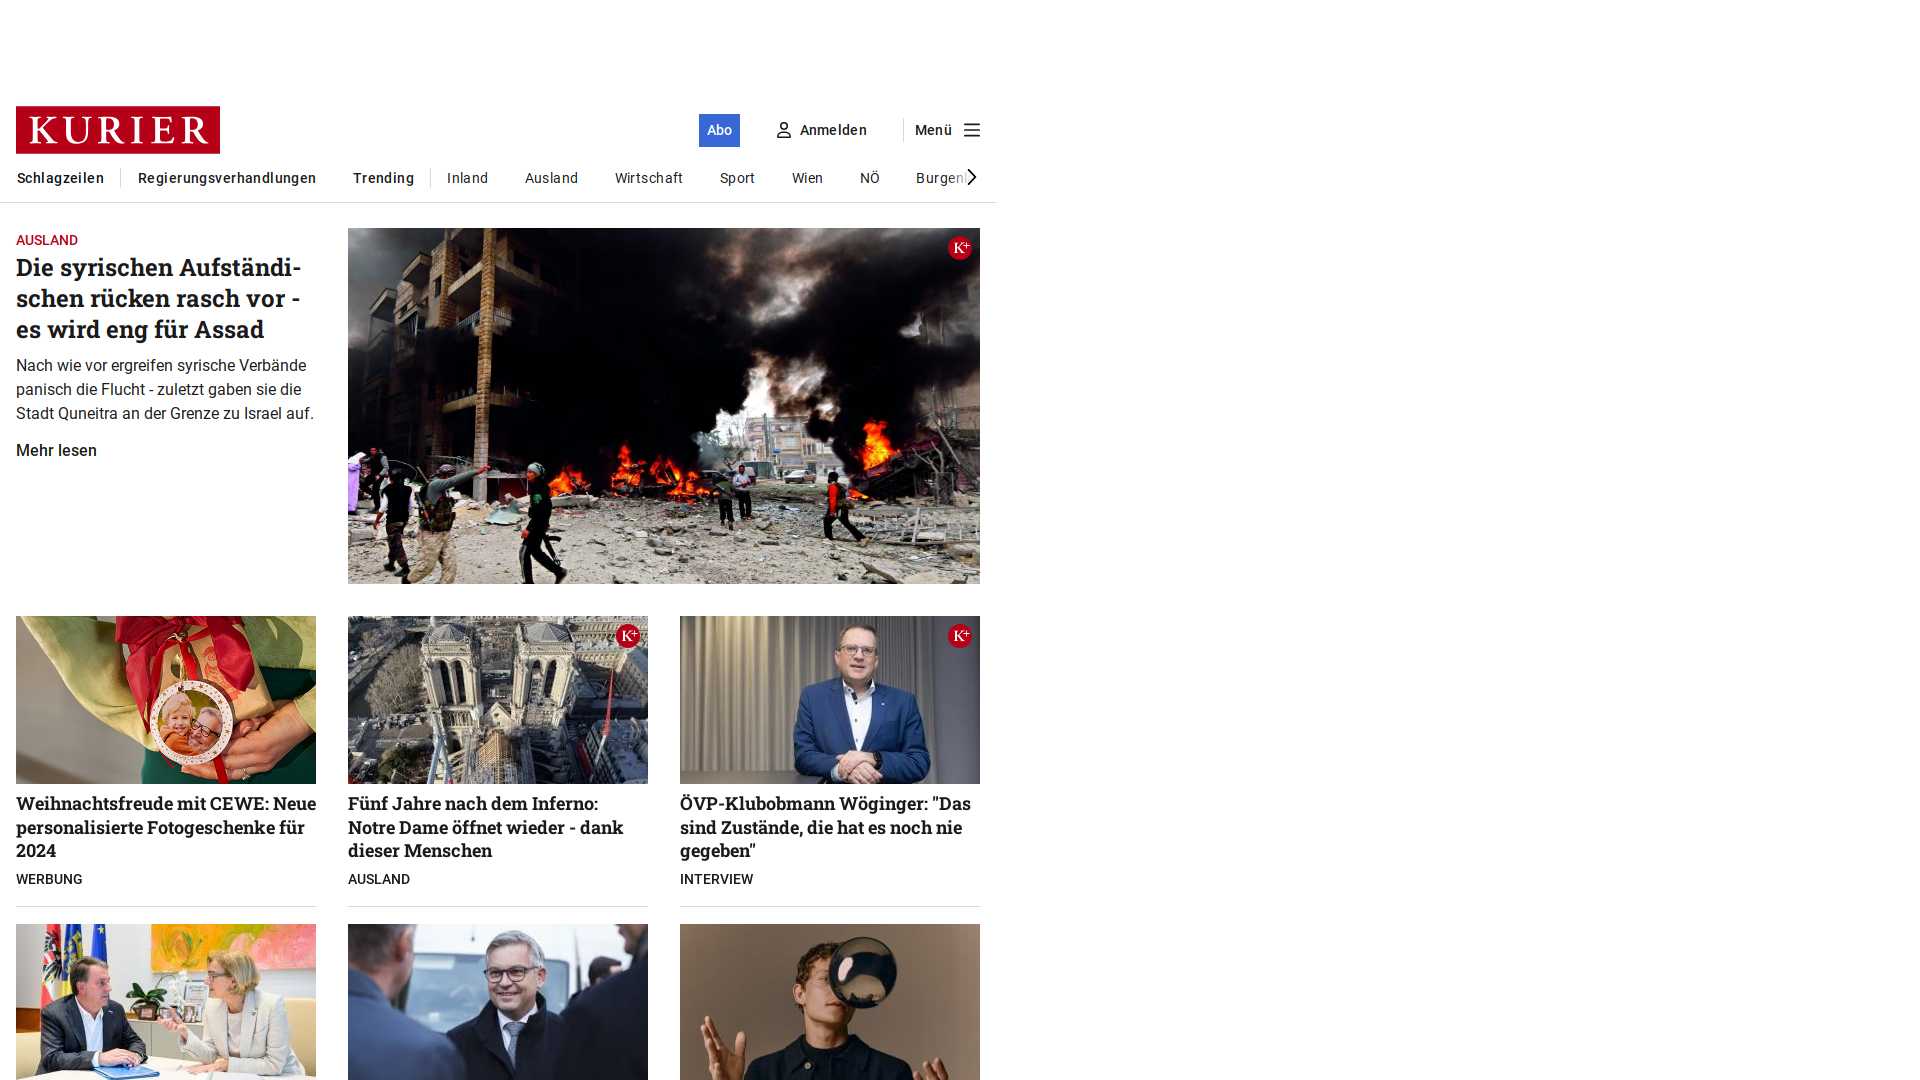 KURIER
Abo
Anmelden
Menü
Schlagzeilen
Regierungsverhandlungen
Trending
Inland
Ausland
Wirtschaft
Sport
Wien
NÖ
AUSLAND
Die syrischen Aufständi-
schen rücken rasch vor -
es wird eng für Assad
Nach wie vor ergreifen syrische Verbände
panisch die Flucht - zuletzt gaben sie die
Stadt Quneitra an der Grenze zu Israel auf.
Mehr lesen
K+
K+
K+
Weihnachtsfreude mit CEWE: Neue
personalisierte Fotogeschenke für
2024
WERBUNG
Fünf Jahre nach dem Inferno:
Notre Dame öffnet wieder - dank
dieser Menschen
AUSLAND
ÖVP-Klubobmann Wöginger: "Das
sind Zustände, die hat es noch nie
gegeben"
INTERVIEW